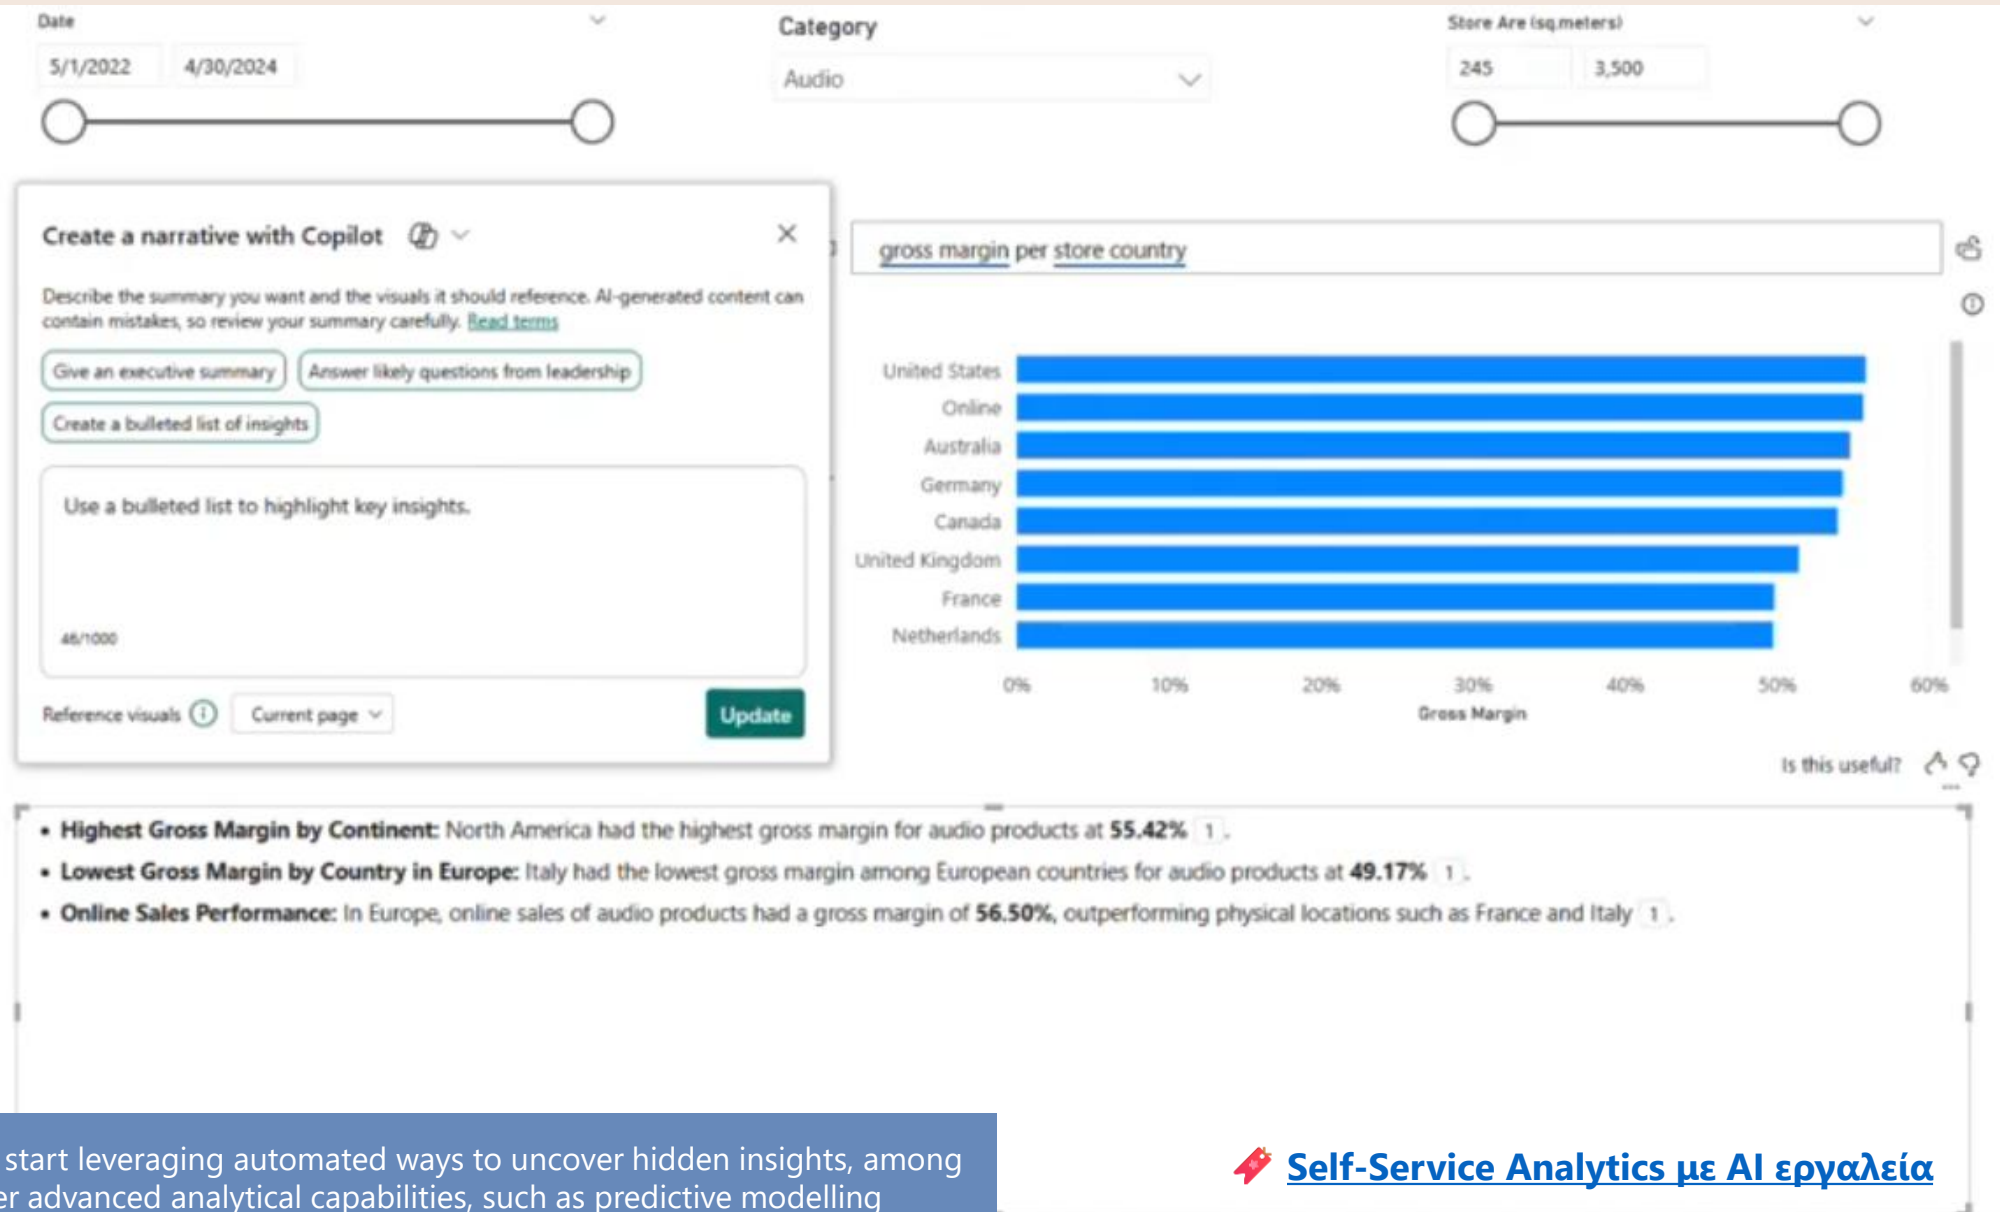 Date
5/1/2022 4/30/2024
Category
Audio
Store Are (sq.meters)
245 3,500
Create a narrative with Copilot
Describe the summary you want and the visuals it should reference. AI-generated content can
contain mistakes, so review your summary carefully. Read terms
Give an executive summary Answer likely questions from leadership
Create a bulleted list of insights
Use a bulleted list to highlight key insights.
46/1000
Reference visuals Current page Update
gross margin per store country
United States
Online
Australia
Germany
Canada
United Kingdom
France
Netherlands
0% 10% 20% 30% 40% 50% 60%
Gross Margin
Is this useful?
• Highest Gross Margin by Continent: North America had the highest gross margin for audio products at 55.42% 1 .
• Lowest Gross Margin by Country in Europe: Italy had the lowest gross margin among European countries for audio products at 49.17% 1 .
• Online Sales Performance: In Europe, online sales of audio products had a gross margin of 56.50%, outperforming physical locations such as France and Italy 1 .
start leveraging automated ways to uncover hidden insights, among
er advanced analytical capabilities, such as predictive modelling
Self-Service Analytics με AI εργαλεία